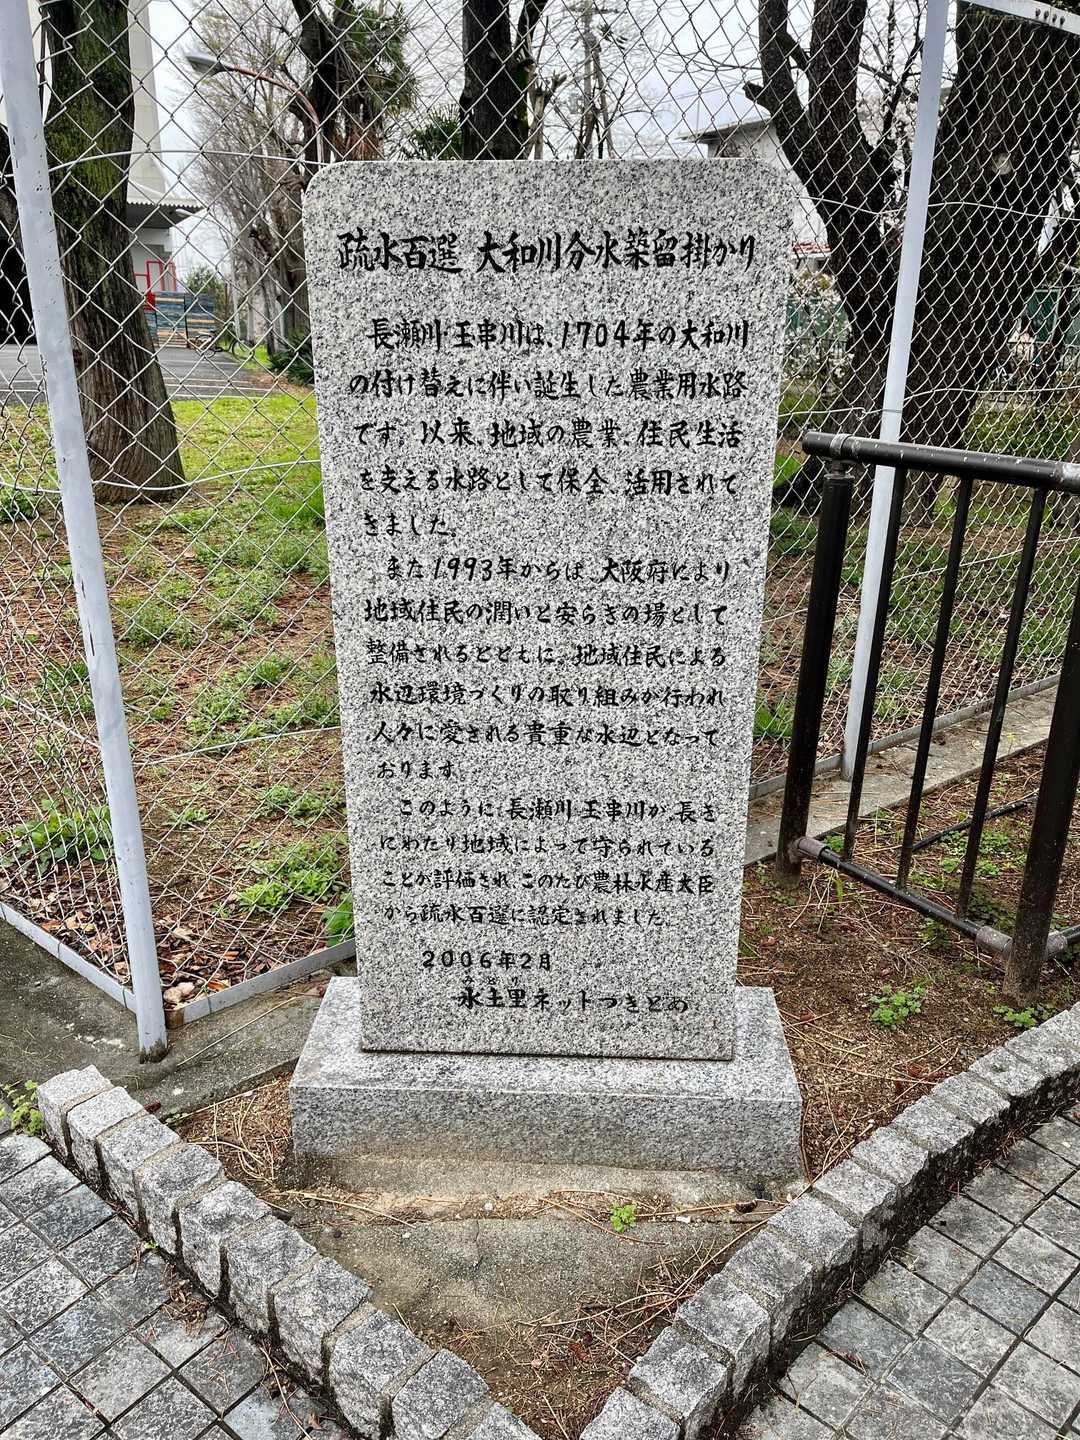 疏水百選 大和川分水築留掛かり
長瀬川・玉串川は、1704年の大和川
の付け替えに伴い誕生した農業用水路
です。以来、地域の農業、住民生活
を支える水路として保全、活用されて
きました。
また1993年からは、大阪府により
地域住民の潤いと安らぎの場として
整備されるとともに、地域住民による
水辺環境づくりの取り組みが行われ
人々に愛される貴重な水辺となって
おります。
このように、長瀬川・玉串川が、長き
にわたり地域によって守られている
ことが評価され、このたび農林水産大臣
から疏水百選に認定されました。
2006年2月
水土里ネットつきとめ